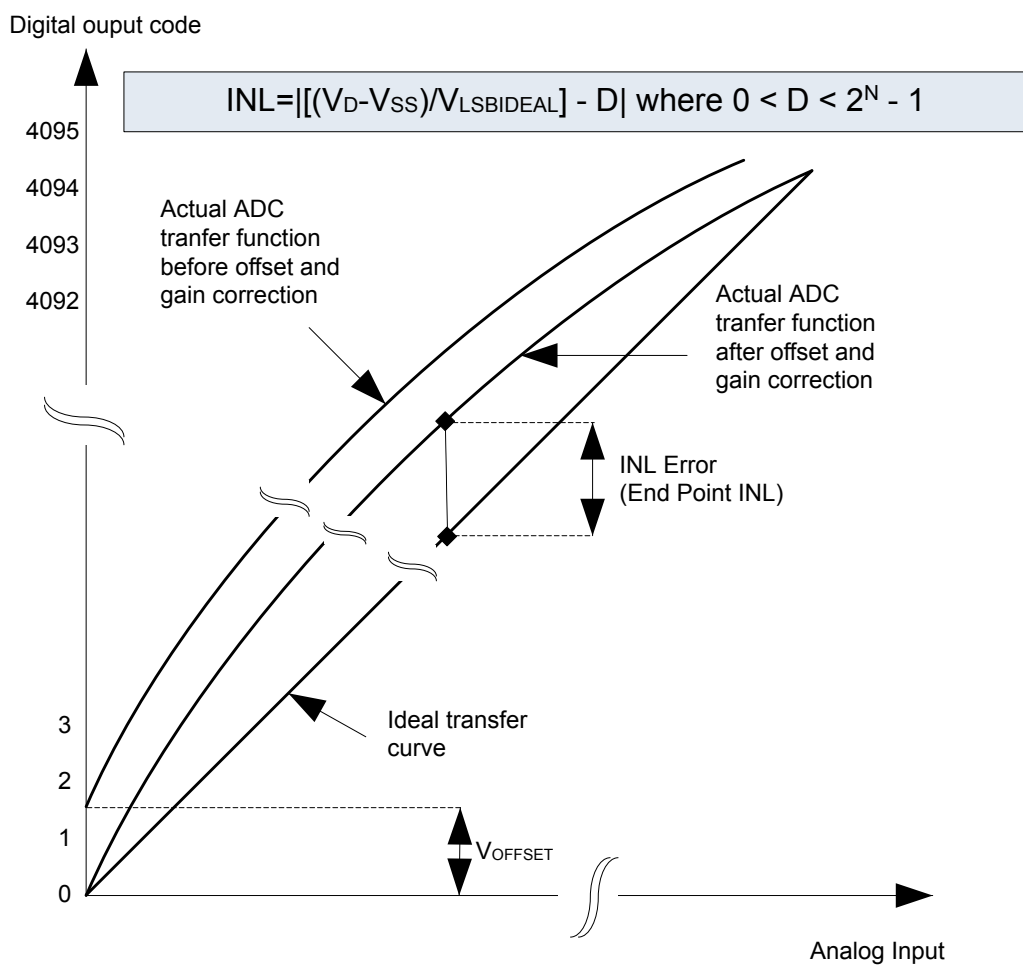 Digital ouput code
INL=|[(VD-VSS)/VLSBIDEAL] - D| where 0 < D < 2^N - 1
4095
4094
4093
4092
Actual ADC
tranfer function
before offset and
gain correction
Actual ADC
tranfer function
after offset and
gain correction
INL Error
(End Point INL)
Ideal transfer
curve
3
2
1
0
VOFFSET
Analog Input